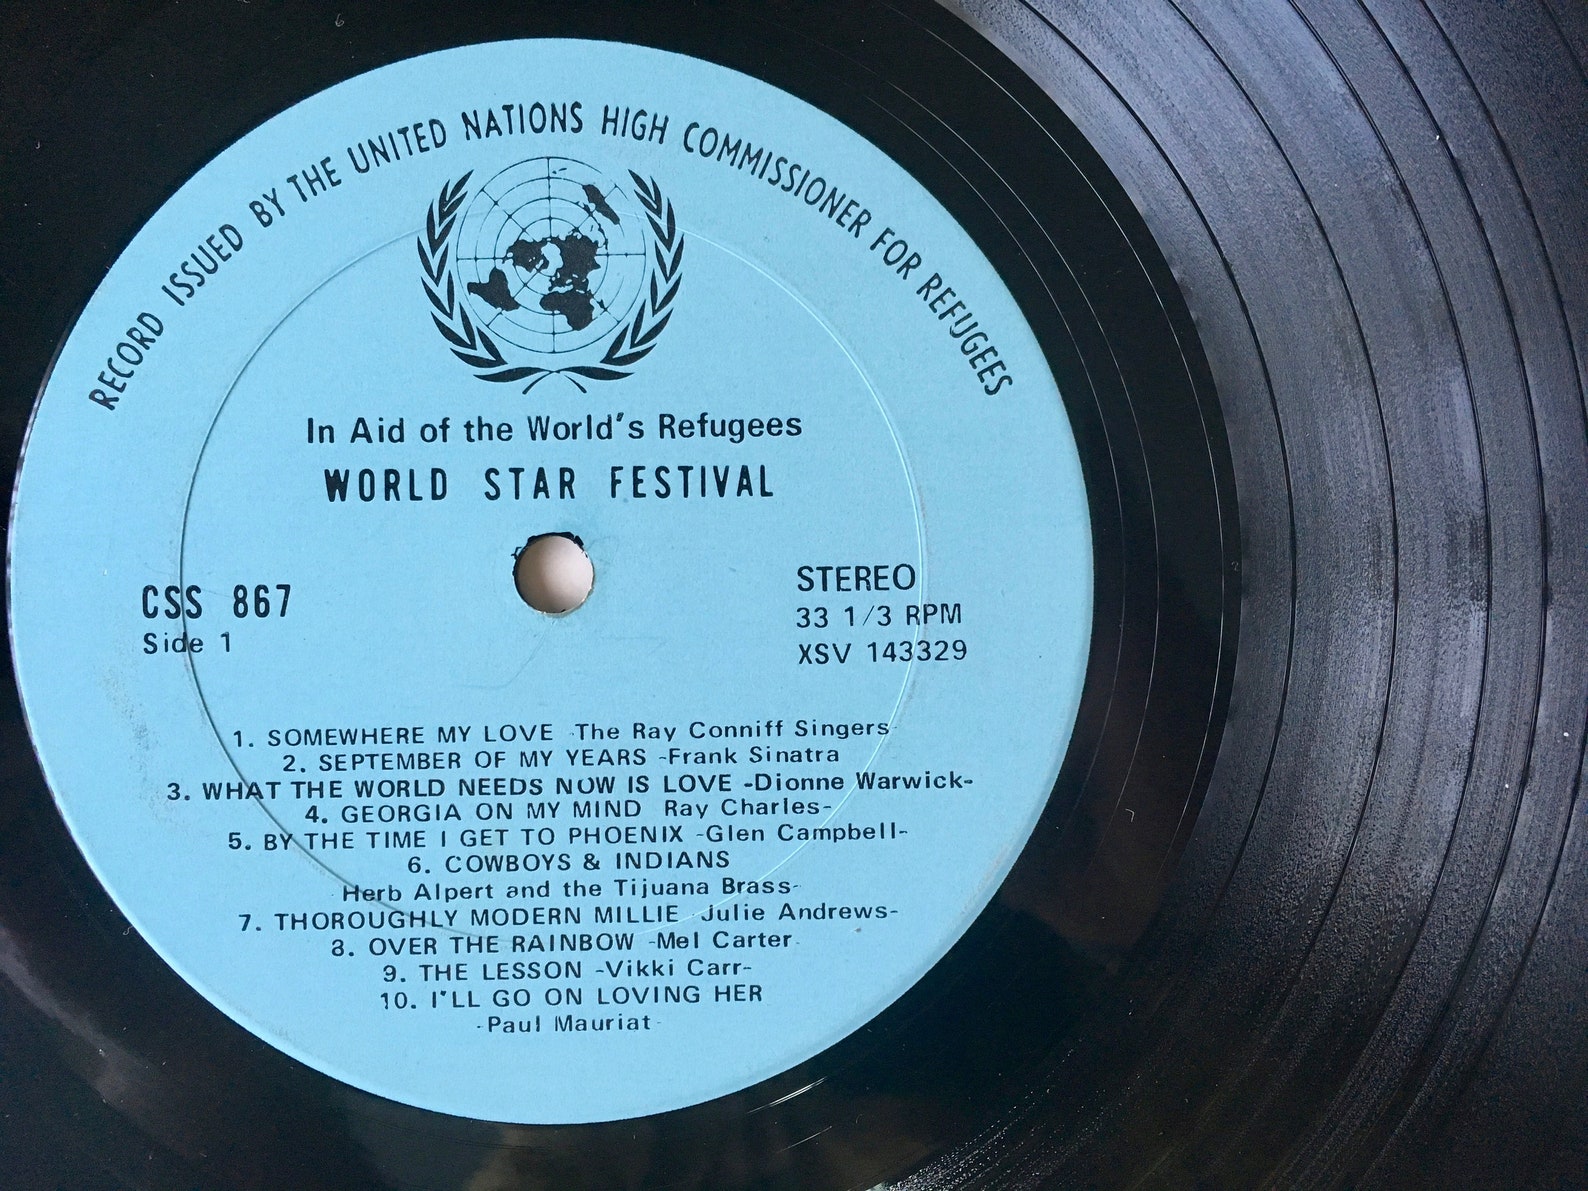 RECORD ISSUED BY THE UNITED NATIONS HIGH COMMISSIONER FOR REFUGEES
In Aid of the World's Refugees
WORLD STAR FESTIVAL
CSS 867
Side 1
STEREO
33 1/3 RPM
XSV 143329
1. SOMEWHERE MY LOVE -The Ray Conniff Singers-
2. SEPTEMBER OF MY YEARS -Frank Sinatra
3. WHAT THE WORLD NEEDS NOW IS LOVE -Dionne Warwick-
4. GEORGIA ON MY MIND Ray Charles-
5. BY THE TIME I GET TO PHOENIX -Glen Campbell-
6. COWBOYS & INDIANS
-Herb Alpert and the Tijuana Brass-
7. THOROUGHLY MODERN MILLIE -Julie Andrews-
8. OVER THE RAINBOW -Mel Carter-
9. THE LESSON -Vikki Carr-
10. I'LL GO ON LOVING HER
-Paul Mauriat-